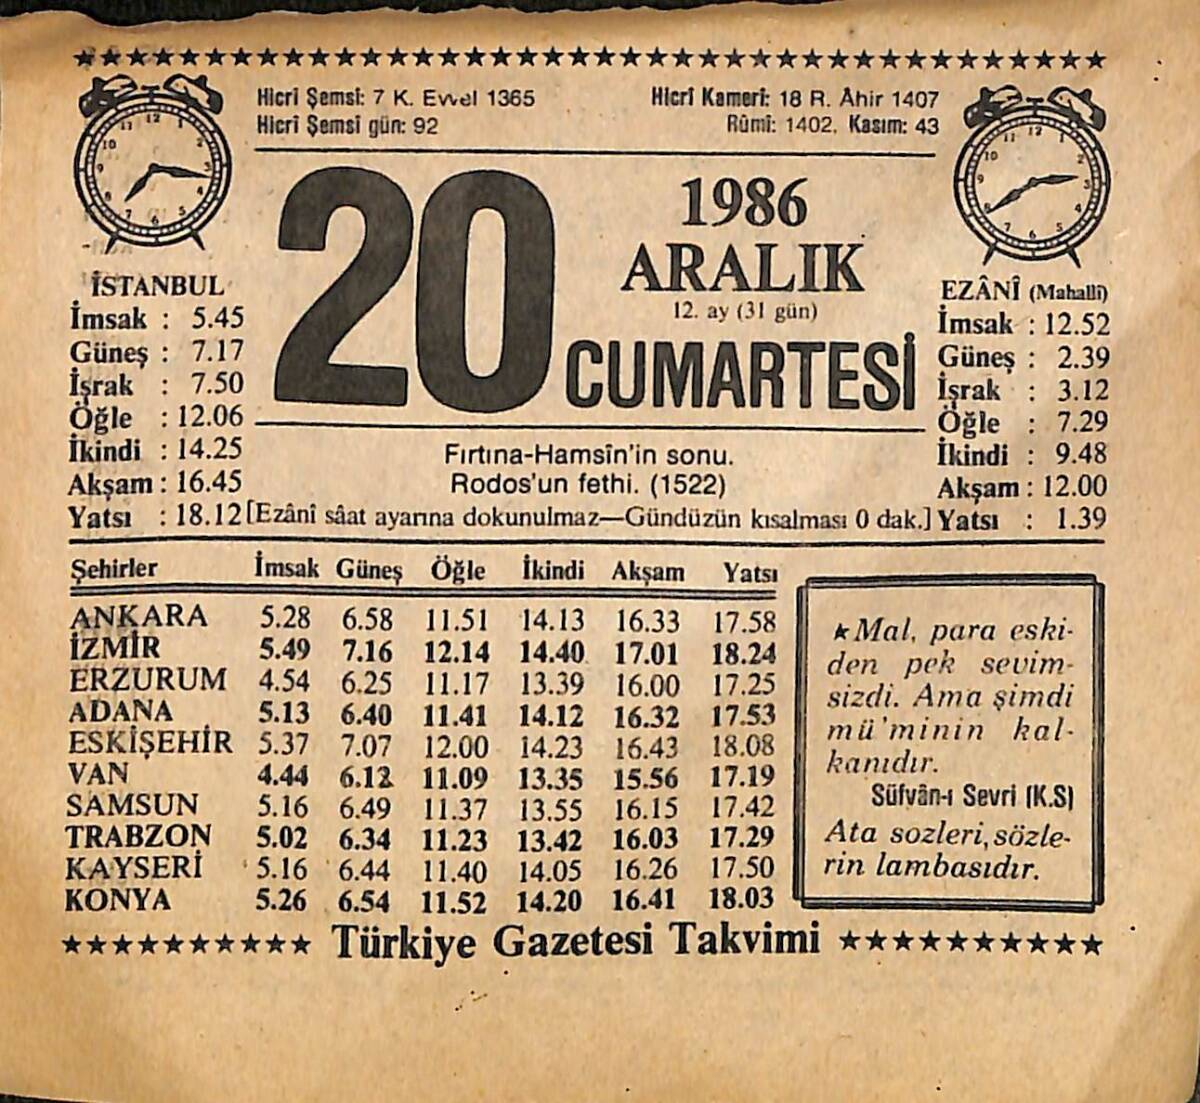 Hicrî Şemsî: 7 K. Evvel 1365
Hicrî Kamerî: 18 R. Âhir 1407
Hicrî Şemsî gün: 92
Rûmî: 1402, Kasım: 43
20
1986
ARALIK
12. ay (31 gün)
CUMARTESİ
İSTANBUL
İmsak : 5.45
Güneş : 7.17
İşrak : 7.50
Öğle : 12.06
İkindi : 14.25
Akşam : 16.45
Yatsı : 18.12
EZÂNÎ (Mahallî)
İmsak : 12.52
Güneş : 2.39
İşrak : 3.12
Öğle : 7.29
İkindi : 9.48
Akşam : 12.00
Yatsı : 1.39
Fırtına-Hamsîn'in sonu.
Rodos'un fethi. (1522)
[Ezânî sâat ayarına dokunulmaz—Gündüzün kısalması 0 dak.]
Şehirler İmsak Güneş Öğle İkindi Akşam Yatsı
ANKARA 5.28 6.58 11.51 14.13 16.33 17.58
İZMİR 5.49 7.16 12.14 14.40 17.01 18.24
ERZURUM 4.54 6.25 11.17 13.39 16.00 17.25
ADANA 5.13 6.40 11.41 14.12 16.32 17.53
ESKİŞEHİR 5.37 7.07 12.00 14.23 16.43 18.08
VAN 4.44 6.12 11.09 13.35 15.56 17.19
SAMSUN 5.16 6.49 11.37 13.55 16.15 17.42
TRABZON 5.02 6.34 11.23 13.42 16.03 17.29
KAYSERİ 5.16 6.44 11.40 14.05 16.26 17.50
KONYA 5.26 6.54 11.52 14.20 16.41 18.03
★Mal, para eski-
den pek sevim-
sizdi. Ama şimdi
mü'minin kal-
kanıdır.
Süfvân-ı Sevri (K.S)
Ata sozleri, sözle-
rin lambasıdır.
★★★★★★★★★★ Türkiye Gazetesi Takvimi ★★★★★★★★★★